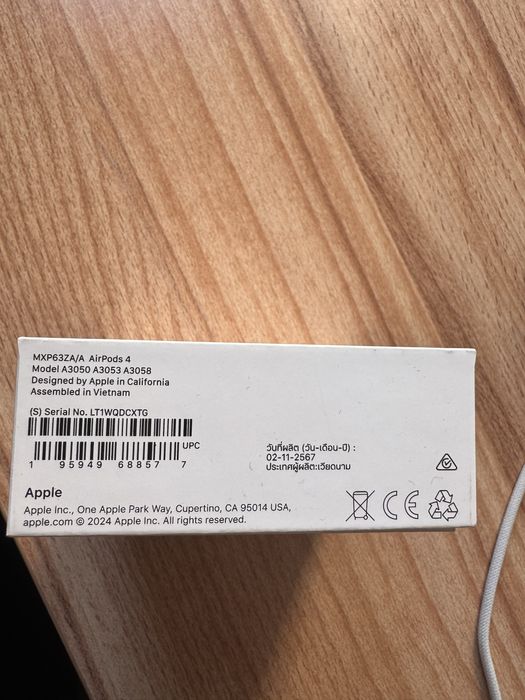 MXP63ZA/A AirPods 4
Model A3050 A3053 A3058
Designed by Apple in California
Assembled in Vietnam
(S) Serial No. LT1WQDCXTG
UPC
1 95949 68857 7
วันที่ผลิต (วัน-เดือน-ปี) :
02-11-2567
ประเทศผู้ผลิต:เวียดนาม
Apple
Apple Inc., One Apple Park Way, Cupertino, CA 95014 USA,
apple.com © 2024 Apple Inc. All rights reserved.
CE